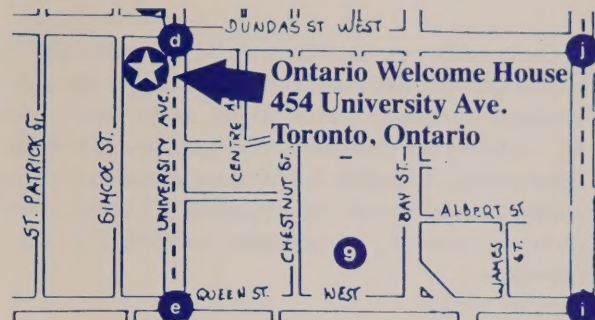 DUNDAS ST WEST
d
j
Ontario Welcome House
454 University Ave.
Toronto, Ontario
ST. PATRICK ST.
SIMCOE ST.
UNIVERSITY AVE.
CENTRE A
CHESTNUT ST.
BAY ST.
ALBERT ST
JAMES ST.
9
e
QUEEN ST. WEST
P
i